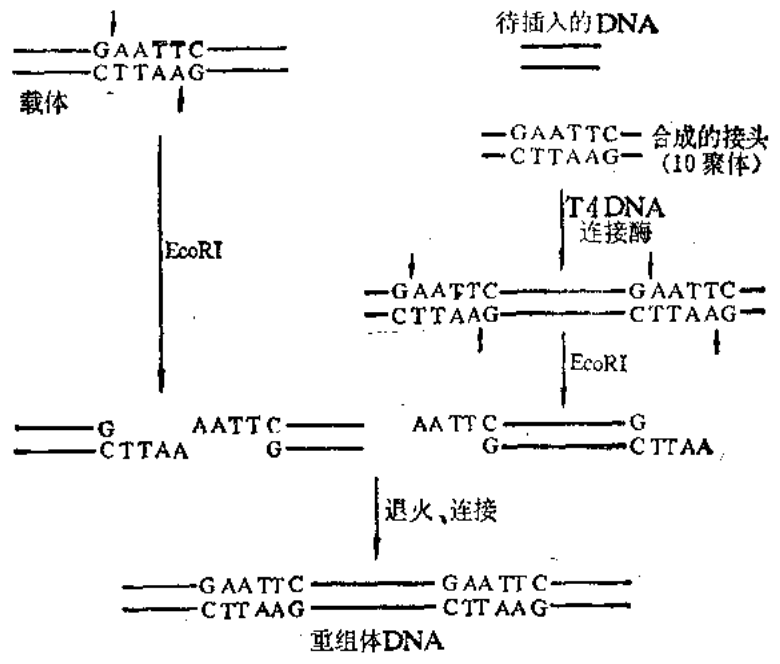 待插入的DNA
GAATTC
CTTAAG
载体
GAATTC
CTTAAG
合成的接头
(10聚体)
T4 DNA
连接酶
EcoRI
GAATTC GAATTC
CTTAAG CTTAAG
EcoRI
G AATTC
CTTAA G
AATTC G
G CTTAA
退火、连接
GAATTC GAATTC
CTTAAG CTTAAG
重组体DNA